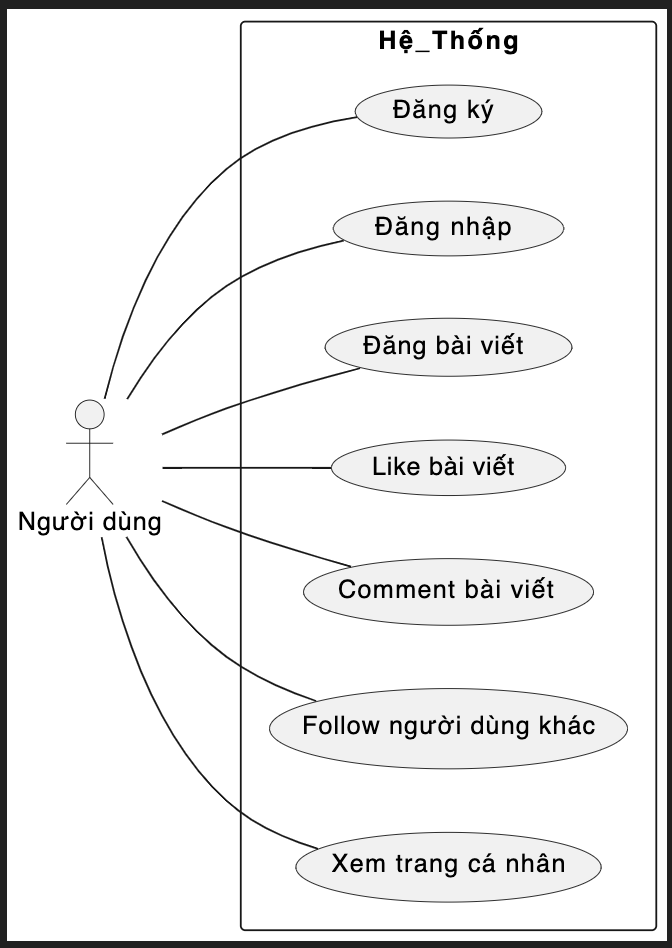 Hệ_Thống
Đăng ký
Đăng nhập
Đăng bài viết
Like bài viết
Người dùng
Comment bài viết
Follow người dùng khác
Xem trang cá nhân